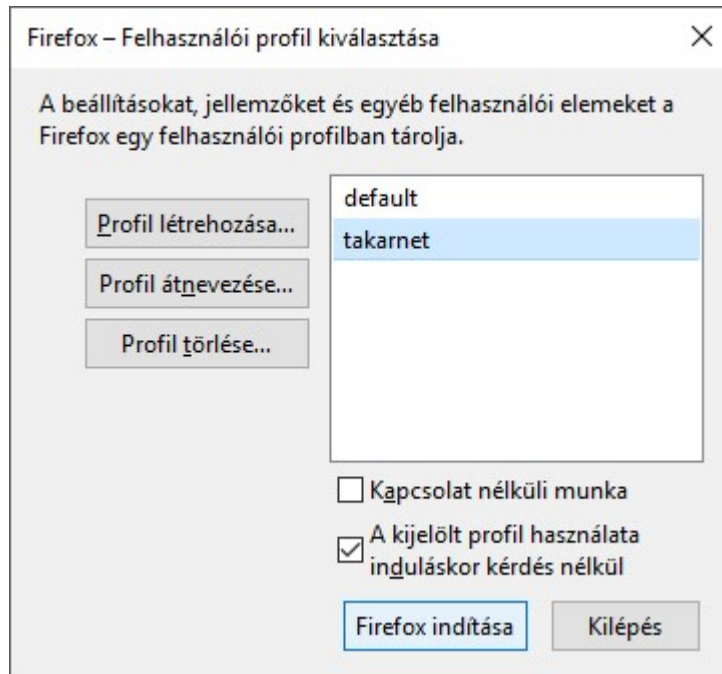 Firefox – Felhasználói profil kiválasztása
A beállításokat, jellemzőket és egyéb felhasználói elemeket a
Firefox egy felhasználói profilban tárolja.
Profil létrehozása...
Profil átnevezése...
Profil törlése...
default
takarnet
Kapcsolat nélküli munka
A kijelölt profil használata
induláskor kérdés nélkül
Firefox indítása
Kilépés